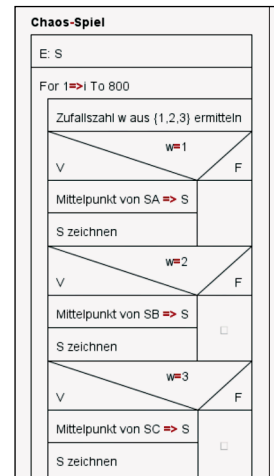 Chaos-Spiel
E: S
For 1=>i To 800
Zufallszahl w aus {1,2,3} ermitteln
w=1
V F
Mittelpunkt von SA => S
S zeichnen
w=2
V F
Mittelpunkt von SB => S
S zeichnen
w=3
V F
Mittelpunkt von SC => S
S zeichnen